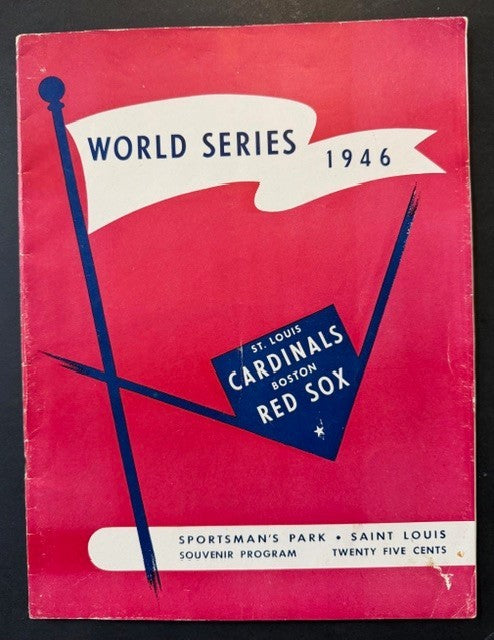 WORLD SERIES
1946
ST. LOUIS
CARDINALS
BOSTON
RED SOX
SPORTSMAN'S PARK • SAINT LOUIS
SOUVENIR PROGRAM TWENTY FIVE CENTS